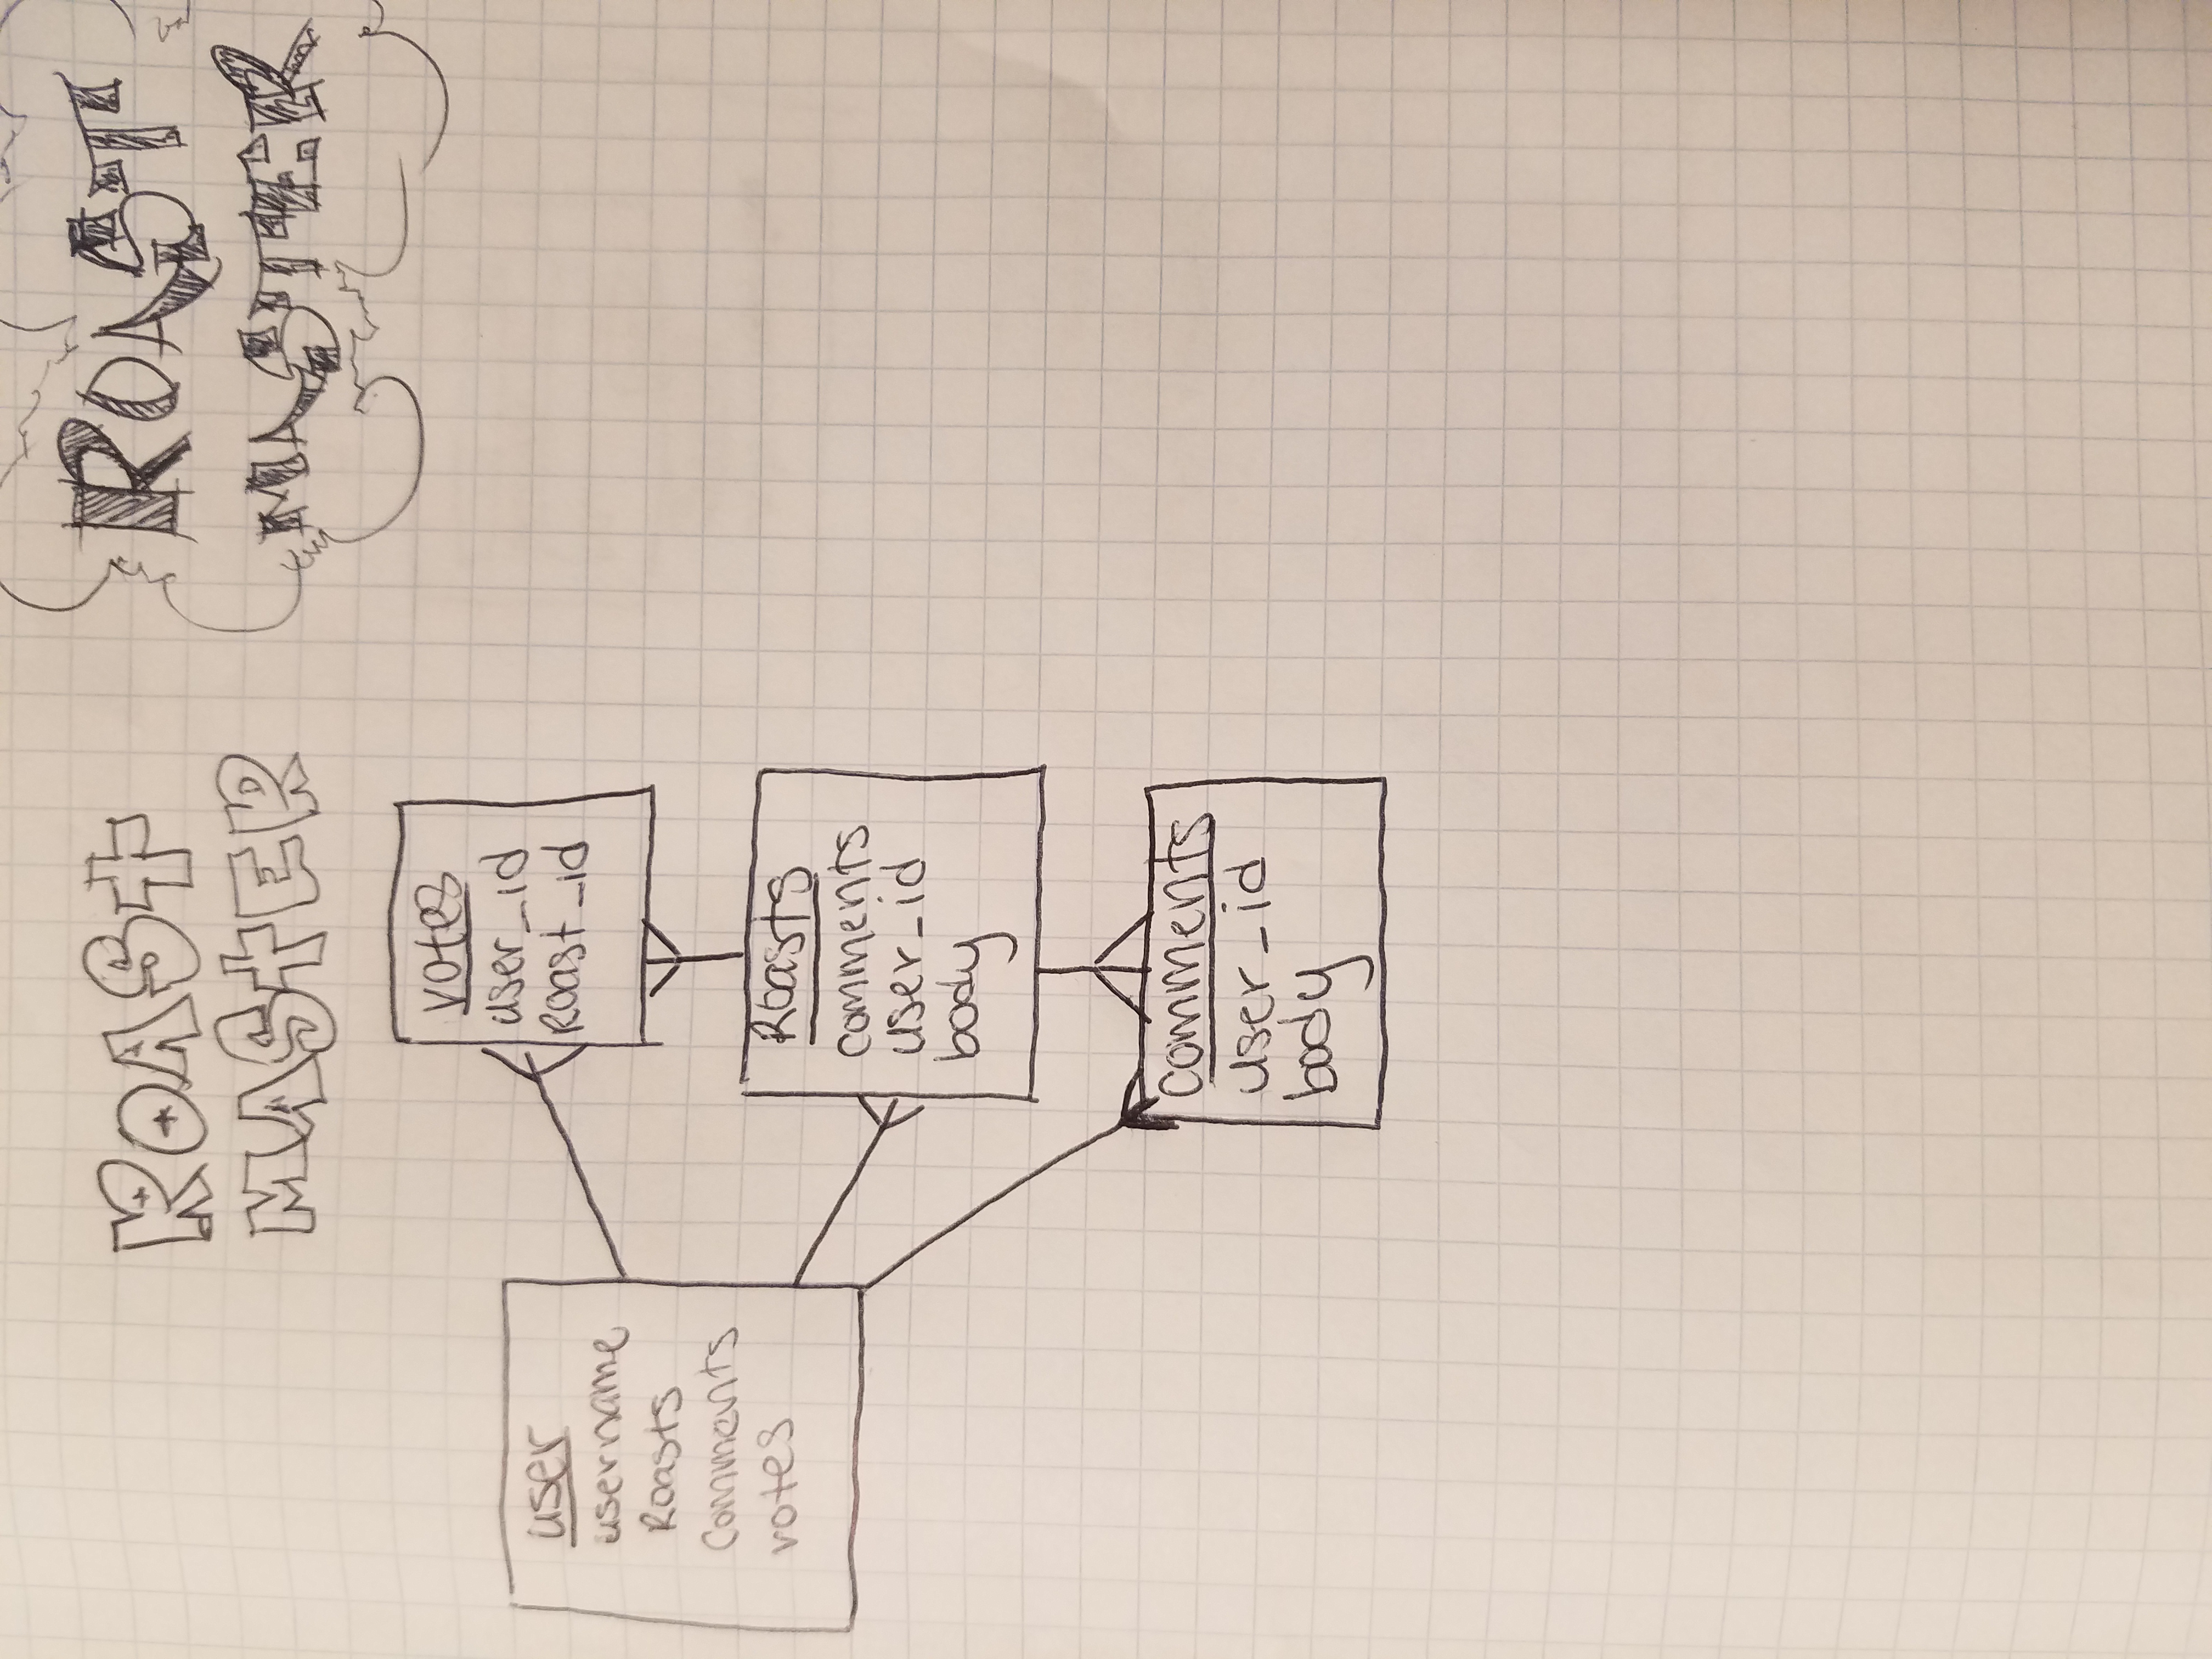 ROAST
MASTER
ROAST
MASTER
votes
user_id
Roast_id
user
username
Roasts
Comments
votes
Roasts
comments
user_id
body
comments
user_id
body